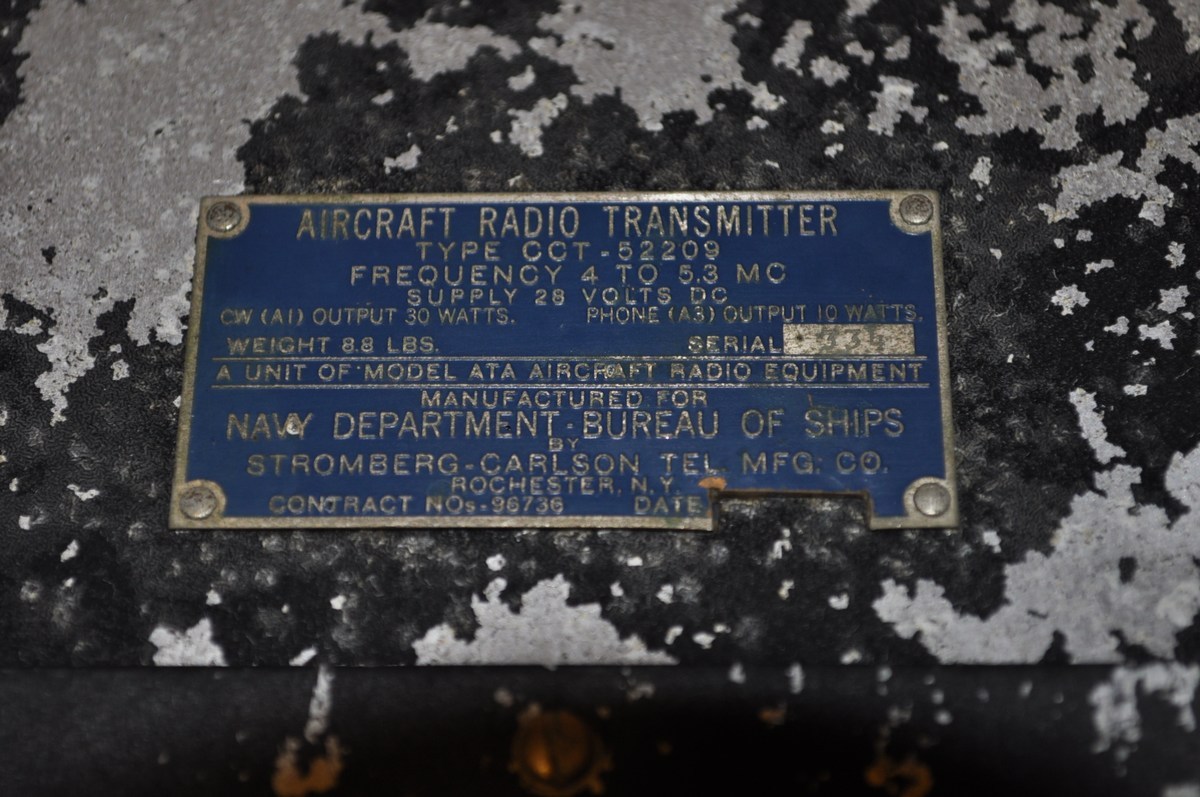 AIRCRAFT RADIO TRANSMITTER
TYPE CCT-52209
FREQUENCY 4 TO 5.3 MC
SUPPLY 28 VOLTS DC
CW (A1) OUTPUT 30 WATTS. PHONE (A3) OUTPUT 10 WATTS.
WEIGHT 8.8 LBS. SERIAL
A UNIT OF MODEL ATA AIRCRAFT RADIO EQUIPMENT
MANUFACTURED FOR
NAVY DEPARTMENT-BUREAU OF SHIPS
BY
STROMBERG-CARLSON TEL. MFG. CO.
ROCHESTER, N.Y.
CONTRACT NOs-96736 DATE